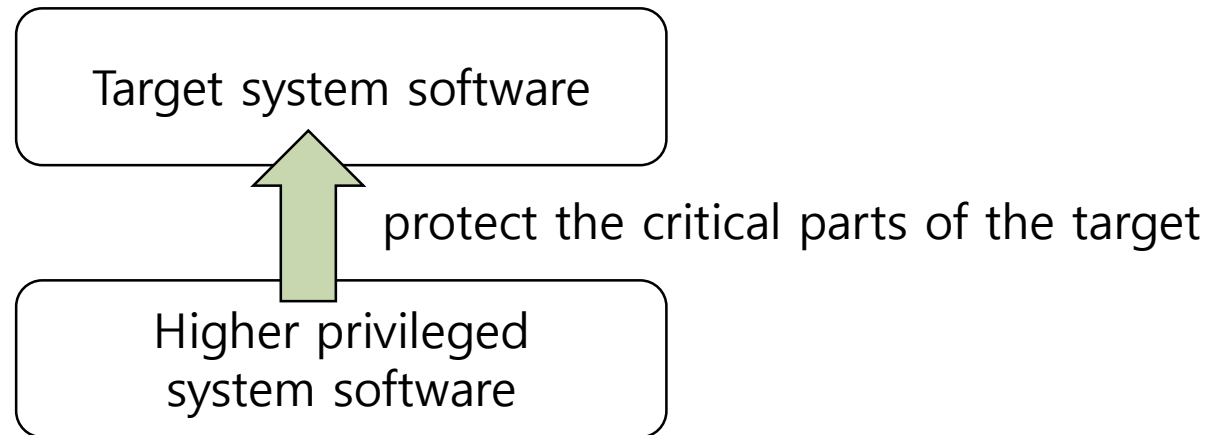 Target system software
protect the critical parts of the target
Higher privileged
system software